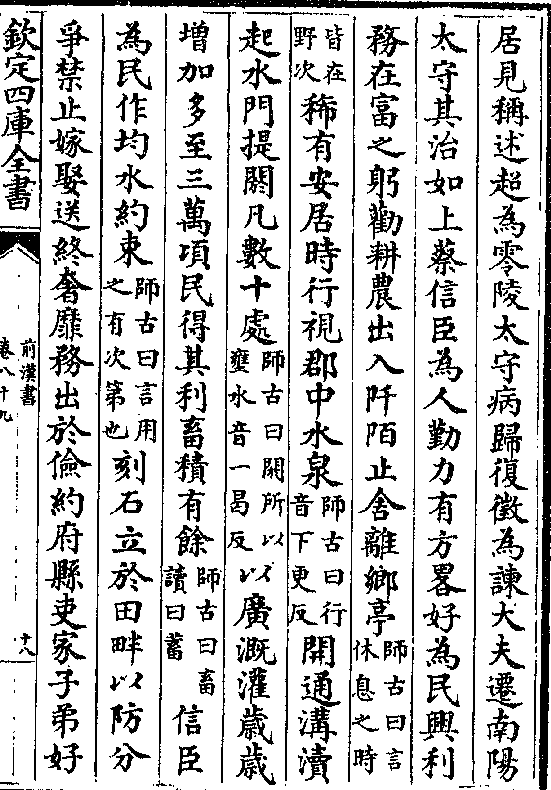 居見稱述超為零陵太守病歸復徵為諫大夫遷南陽
太守其治如上蔡信臣為人勤力有方畧好為民興利
務在富之躬勸耕農出入阡陌止舍離鄉亭師古曰言休息之時
皆在野次稀有安居時行視郡中水泉師古曰行音下更反開通溝瀆
起水門提閼凡數十處師古曰閼所以壅水音一曷反以廣溉灌歳歳
增加多至三萬項民得其利畜積有餘師古曰畜讀曰蓄信臣
為民作均水約束師古曰言用之有次第也刻石立於田畔以防分
爭禁止嫁娶送終奢靡務出於儉約府縣吏家子弟好
欽定四庫全書
前漢書
卷八十九
十八